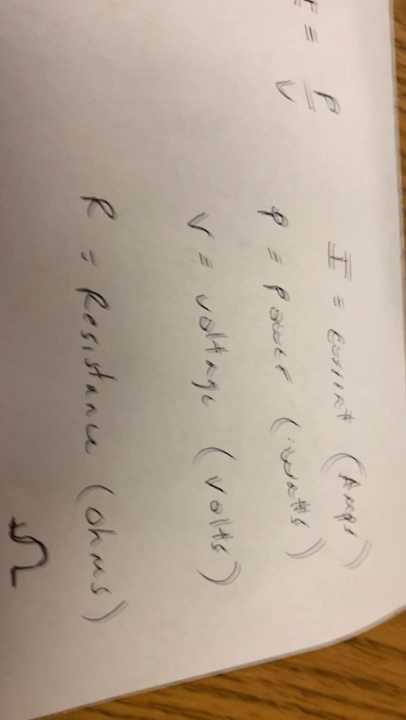 I = P/V
I = current (Amps)
P = Power (watts)
V = voltage (volts)
R = Resistance (ohms)
Ω